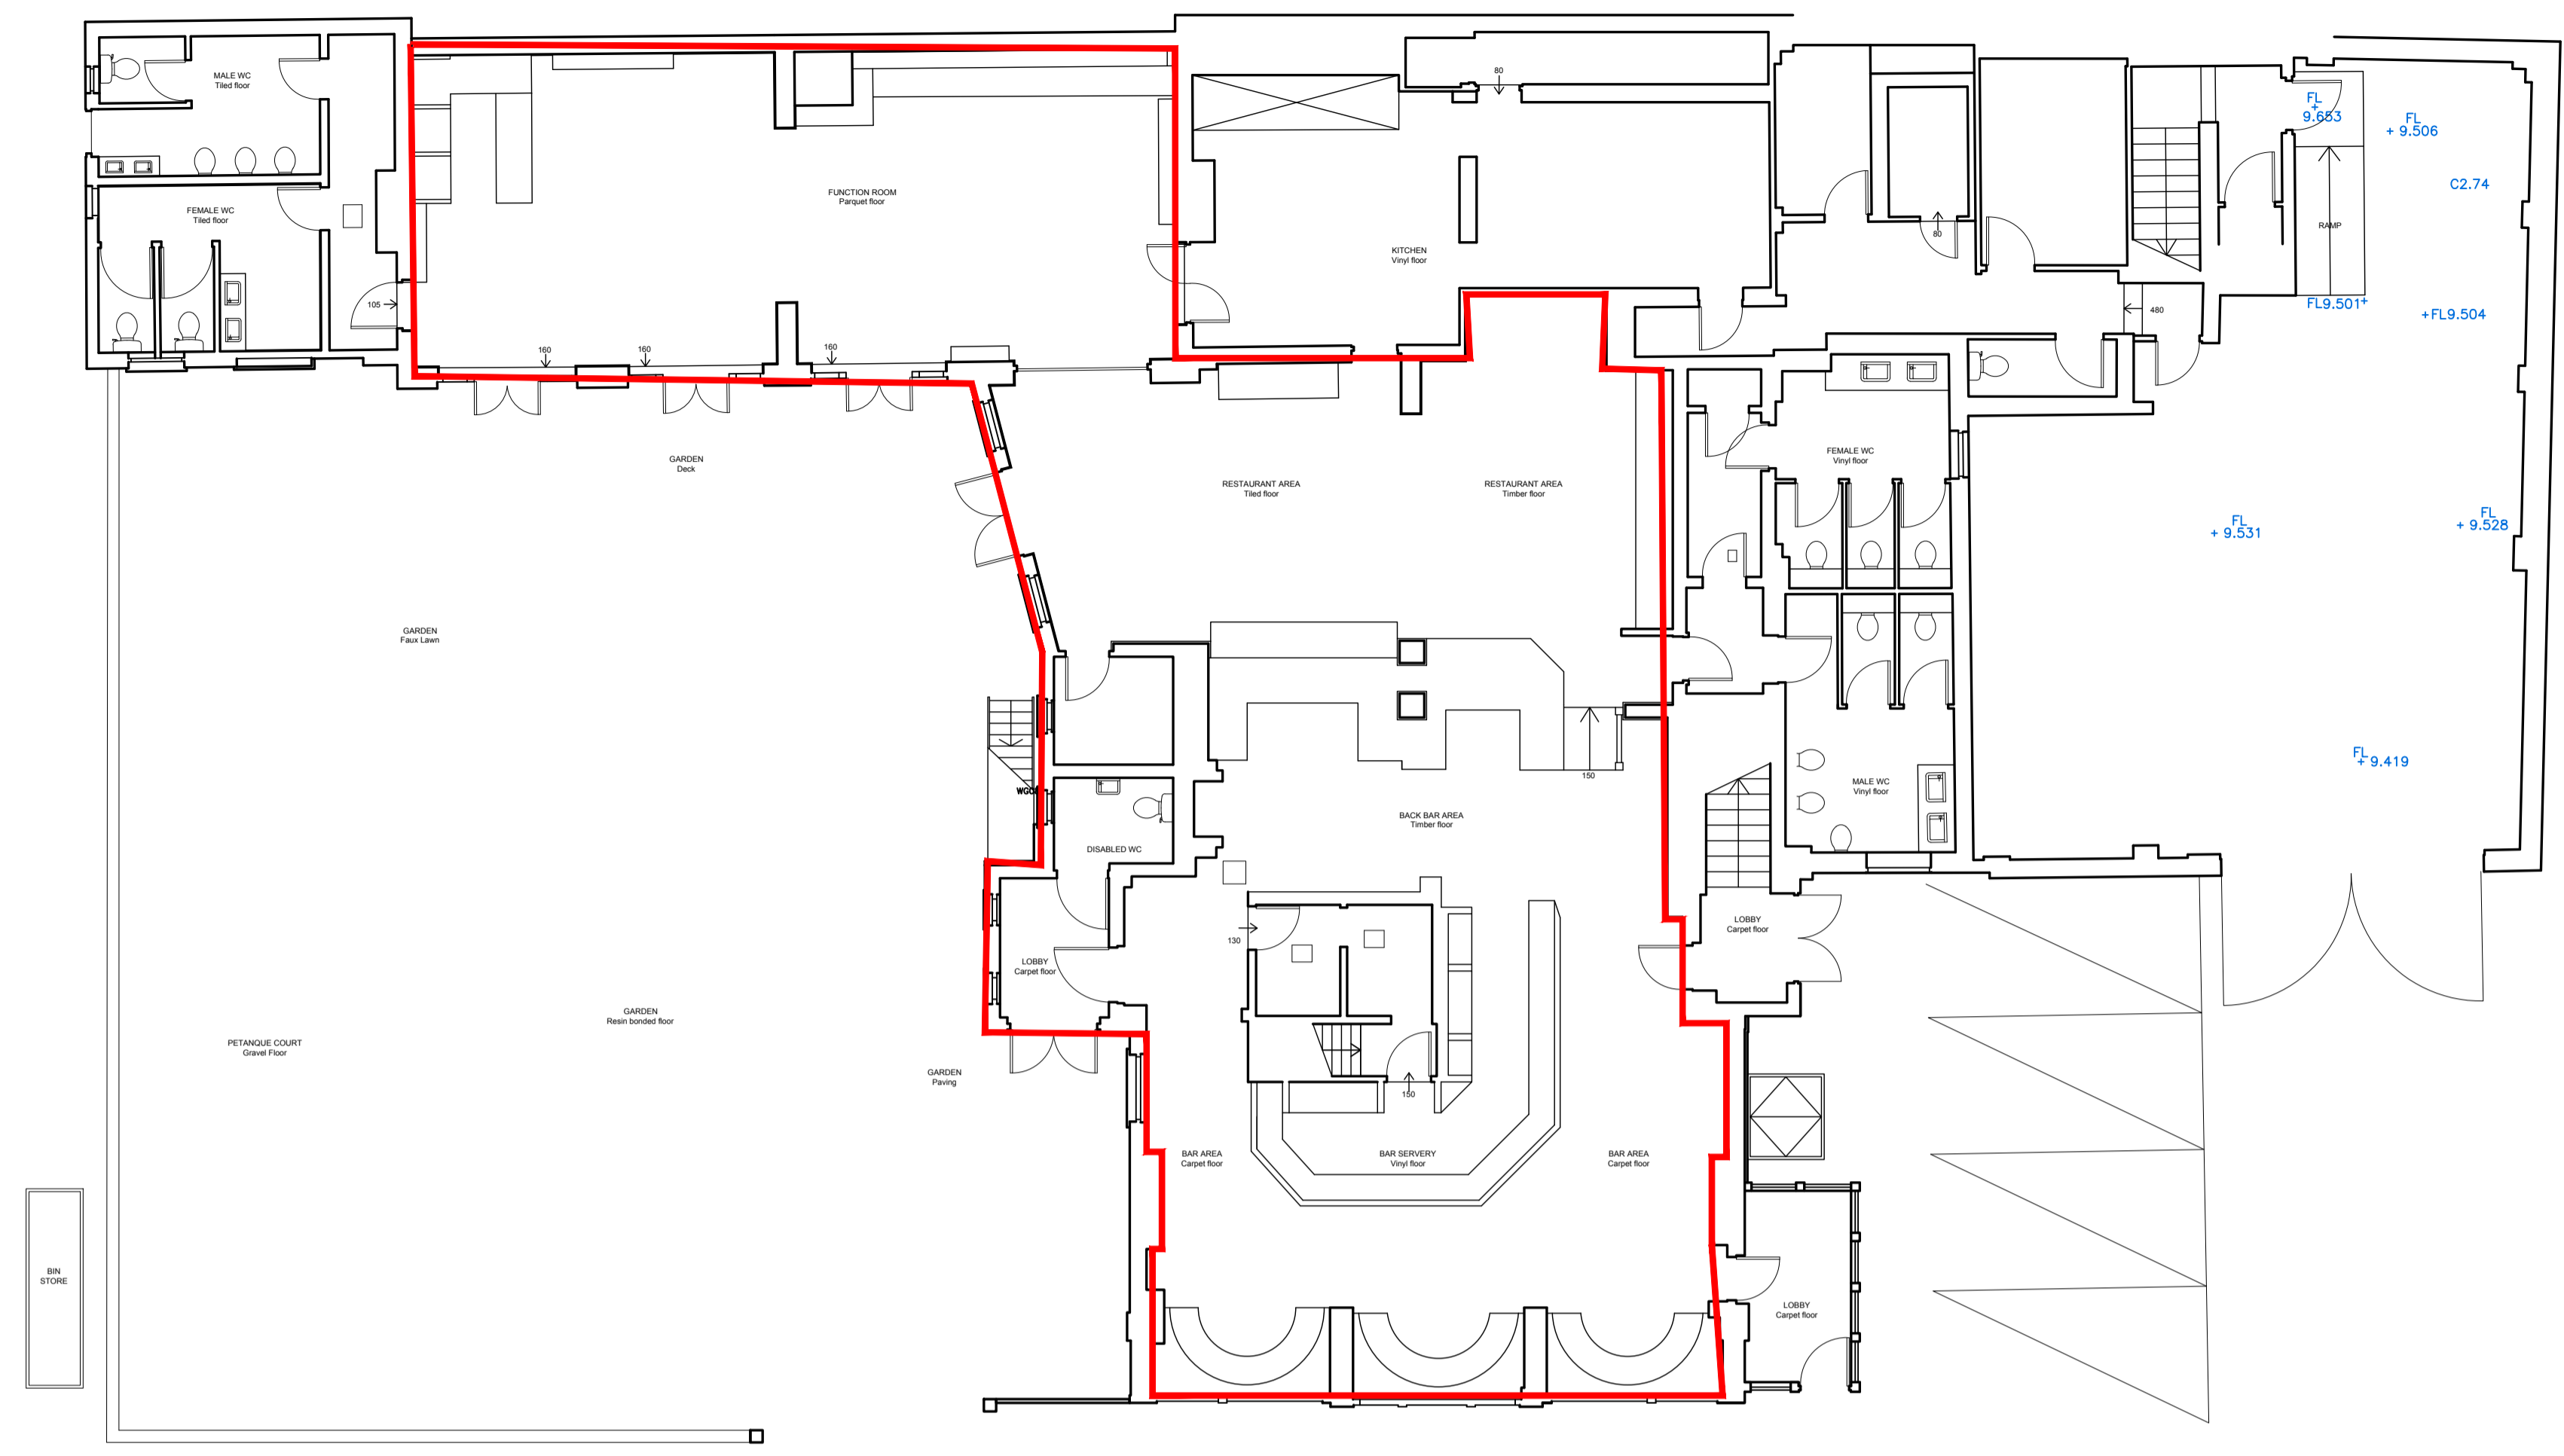 MALE WC
Tiled floor
80
FL
+
9.653
FL
+ 9.506
C2.74
FUNCTION ROOM
Parquet floor
FEMALE WC
Tiled floor
RAMP
80
KITCHEN
Vinyl floor
105
FL9.501+
480
+FL9.504
160
160
160
GARDEN
Deck
FEMALE WC
Vinyl floor
RESTAURANT AREA
Tiled floor
RESTAURANT AREA
Timber floor
FL
+ 9.531
FL
+ 9.528
GARDEN
Faux Lawn
FL
+ 9.419
150
MALE WC
Vinyl floor
BACK BAR AREA
Timber floor
DISABLED WC
LOBBY
Carpet floor
130
LOBBY
Carpet floor
GARDEN
Resin bonded floor
PETANQUE COURT
Gravel Floor
GARDEN
Paving
150
BAR AREA
Carpet floor
BAR SERVERY
Vinyl floor
BAR AREA
Carpet floor
BIN
STORE
LOBBY
Carpet floor